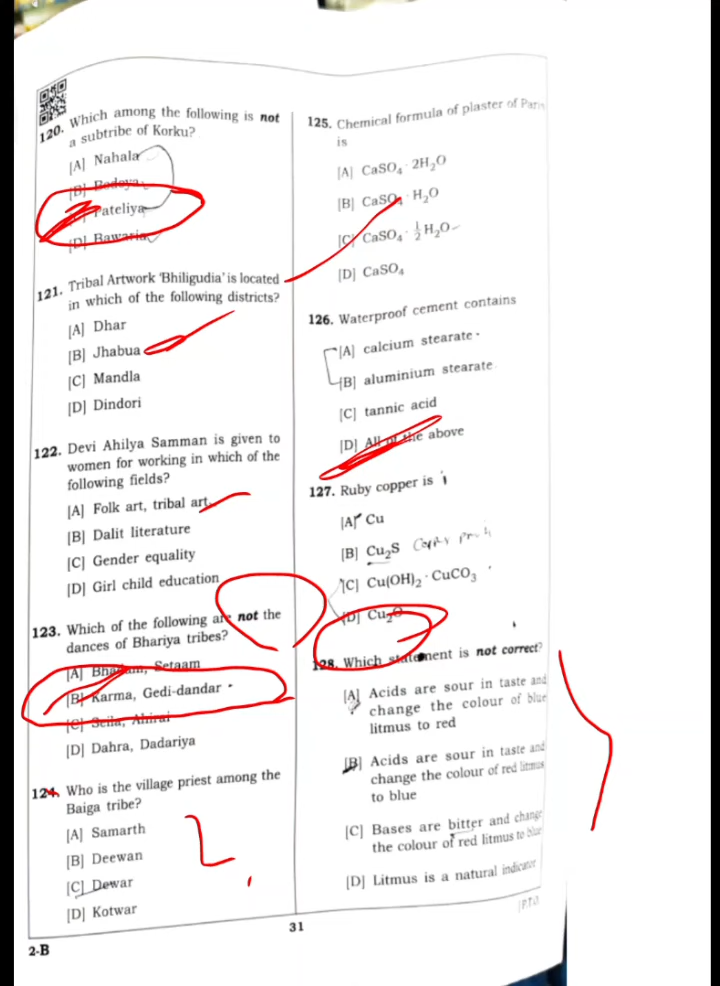 120. Which among the following is not
a subtribe of Korku?
[A] Nahala
[B] Bodoya
Pateliya
[D] Bawaria
121. Tribal Artwork 'Bhiligudia' is located
in which of the following districts?
[A] Dhar
[B] Jhabua
[C] Mandla
[D] Dindori
122. Devi Ahilya Samman is given to
women for working in which of the
following fields?
[A] Folk art, tribal art
[B] Dalit literature
[C] Gender equality
[D] Girl child education
123. Which of the following are not the
dances of Bhariya tribes?
[A] Setaam
[B] Karma, Gedi-dandar
[C] Saila, Ahirai
[D] Dahra, Dadariya
124. Who is the village priest among the
Baiga tribe?
[A] Samarth
[B] Deewan
[C] Dewar
[D] Kotwar
125. Chemical formula of plaster of Paris
is
[A] CaSO₄ · 2H₂O
[B] CaSO₄ · H₂O
[C] CaSO₄ · ½H₂O
[D] CaSO₄
126. Waterproof cement contains
[A] calcium stearate
[B] aluminium stearate
[C] tannic acid
[D] All of the above
127. Ruby copper is
[A] Cu
[B] Cu₂S
[C] Cu(OH)₂ · CuCO₃
[D] Cu₂O
128. Which statement is not correct?
[A] Acids are sour in taste and
change the colour of blue
litmus to red
[B] Acids are sour in taste and
change the colour of red litmus
to blue
[C] Bases are bitter and change
the colour of red litmus to blue
[D] Litmus is a natural indicator
2-B
31
[P.T.O.